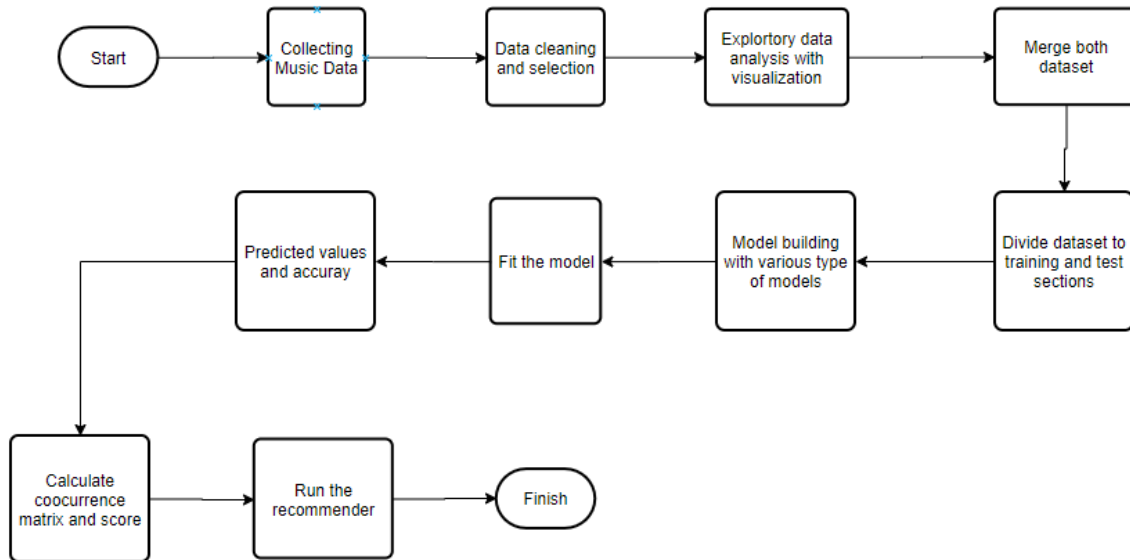 Start
Collecting
Music Data
Data cleaning
and selection
Explortory data
analysis with
visualization
Merge both
dataset
Divide dataset to
training and test
sections
Model building
with various type
of models
Fit the model
Predicted values
and accuray
Calculate
coocurrence
matrix and score
Run the
recommender
Finish